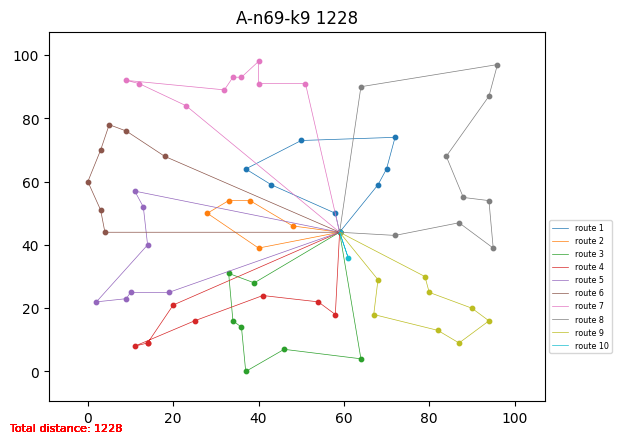 A-n69-k9 1228
100
80
60
40
20
0
0 20 40 60 80 100
route 1
route 2
route 3
route 4
route 5
route 6
route 7
route 8
route 9
route 10
Total distance: 1228